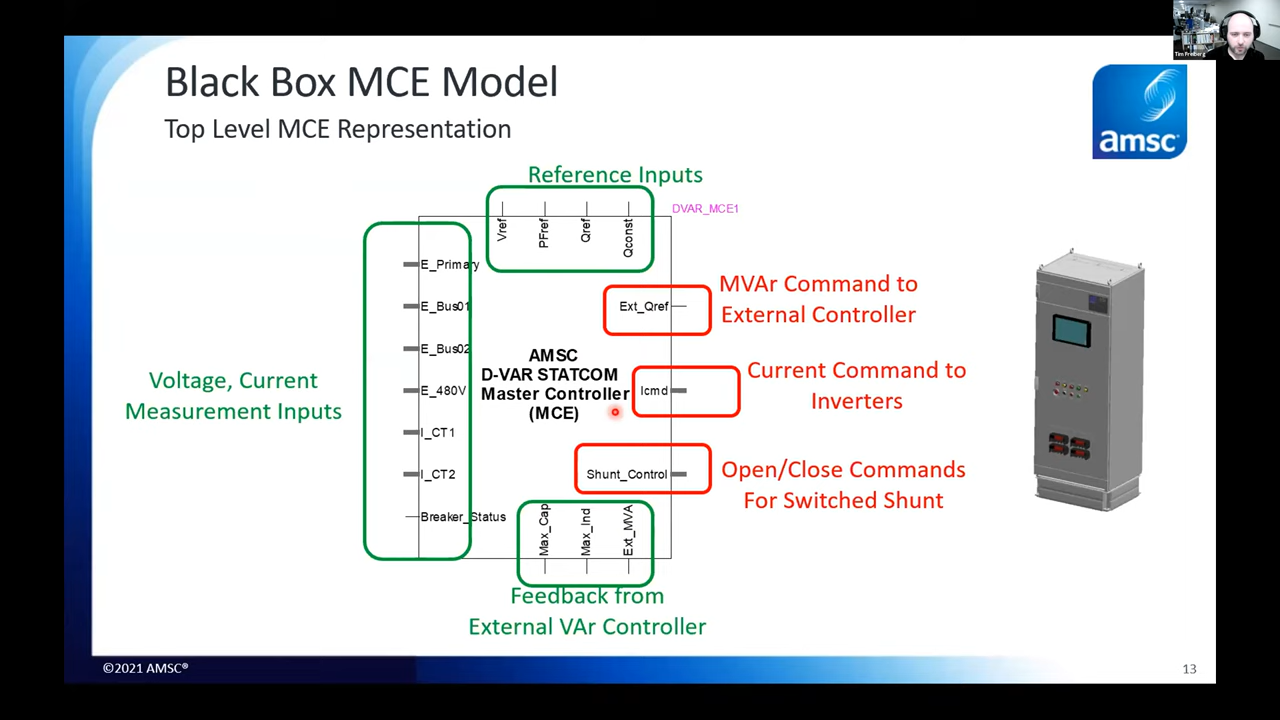 Tim Freiberg
Black Box MCE Model
Top Level MCE Representation
amsc
Reference Inputs
DVAR_MCE1
Vref
PFref
Qref
Qconst
E_Primary
E_Bus01
E_Bus02
E_480V
I_CT1
I_CT2
Breaker_Status
Voltage, Current
Measurement Inputs
AMSC
D-VAR STATCOM
Master Controller
(MCE)
Ext_Qref
Icmd
Shunt_Control
MVAr Command to
External Controller
Current Command to
Inverters
Open/Close Commands
For Switched Shunt
Max_Cap
Max_Ind
Ext_MVA
Feedback from
External VAr Controller
©2021 AMSC®
13